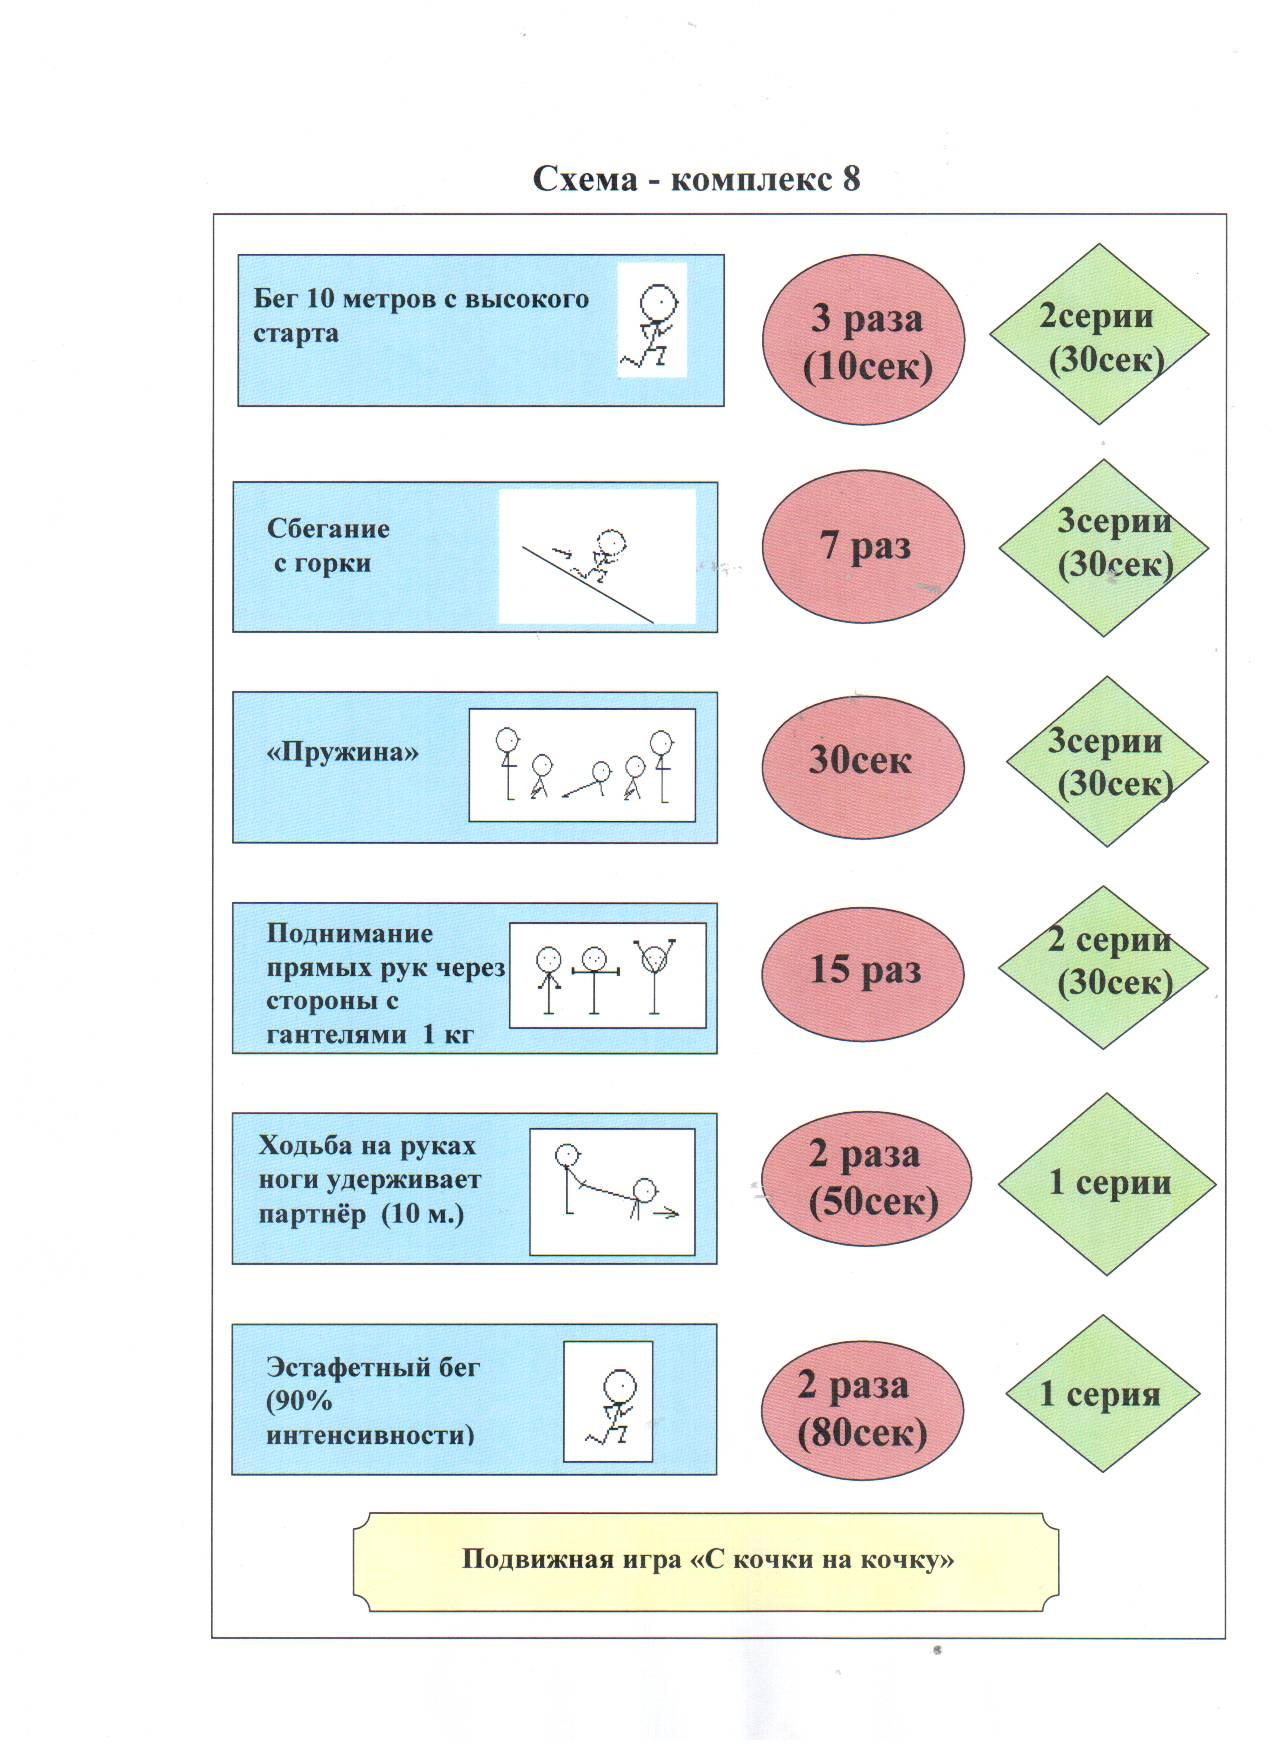 Схема - комплекс 8
Бег 10 метров с высокого
старта
3 раза
(10сек)
2серии
(30сек)
Сбегание
с горки
7 раз
3серии
(30сек)
«Пружина»
30сек
3серии
(30сек)
Поднимание
прямых рук через
стороны с
гантелями 1 кг
15 раз
2 серии
(30сек)
Ходьба на руках
ноги удерживает
партнёр (10 м.)
2 раза
(50сек)
1 серии
Эстафетный бег
(90%
интенсивности)
2 раза
(80сек)
1 серия
Подвижная игра «С кочки на кочку»